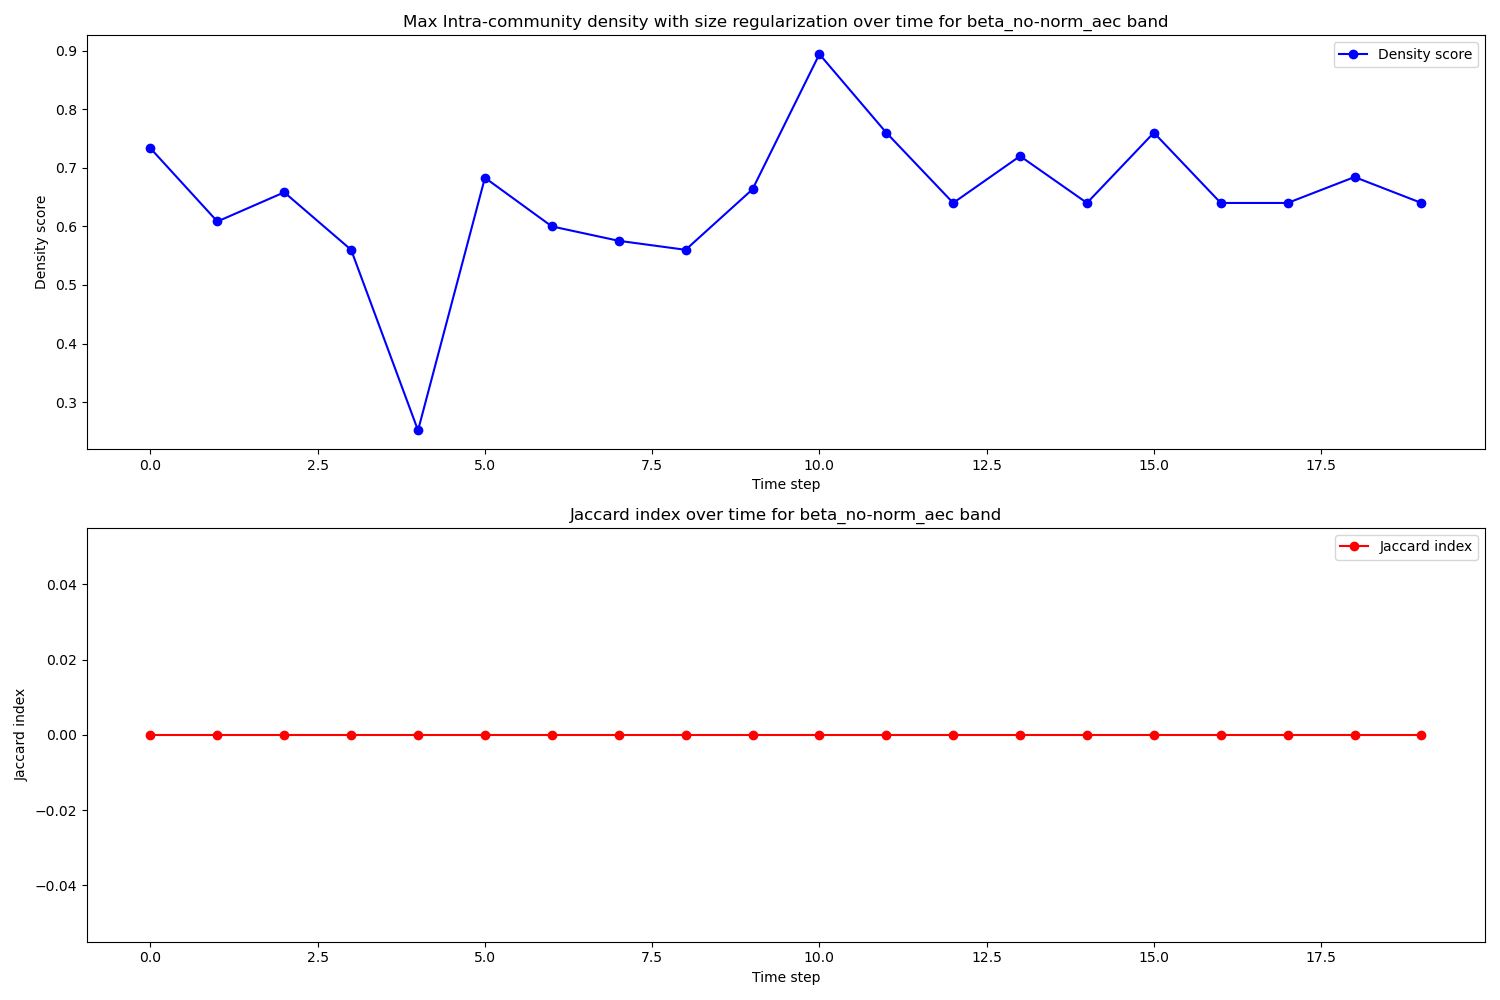 Max Intra-community density with size regularization over time for beta_no-norm_aec band
Density score
0.9
0.8
0.7
0.6
0.5
0.4
0.3
Density score
0.0 2.5 5.0 7.5 10.0 12.5 15.0 17.5
Time step
Jaccard index over time for beta_no-norm_aec band
Jaccard index
0.04
0.02
0.00
−0.02
−0.04
Jaccard index
0.0 2.5 5.0 7.5 10.0 12.5 15.0 17.5
Time step